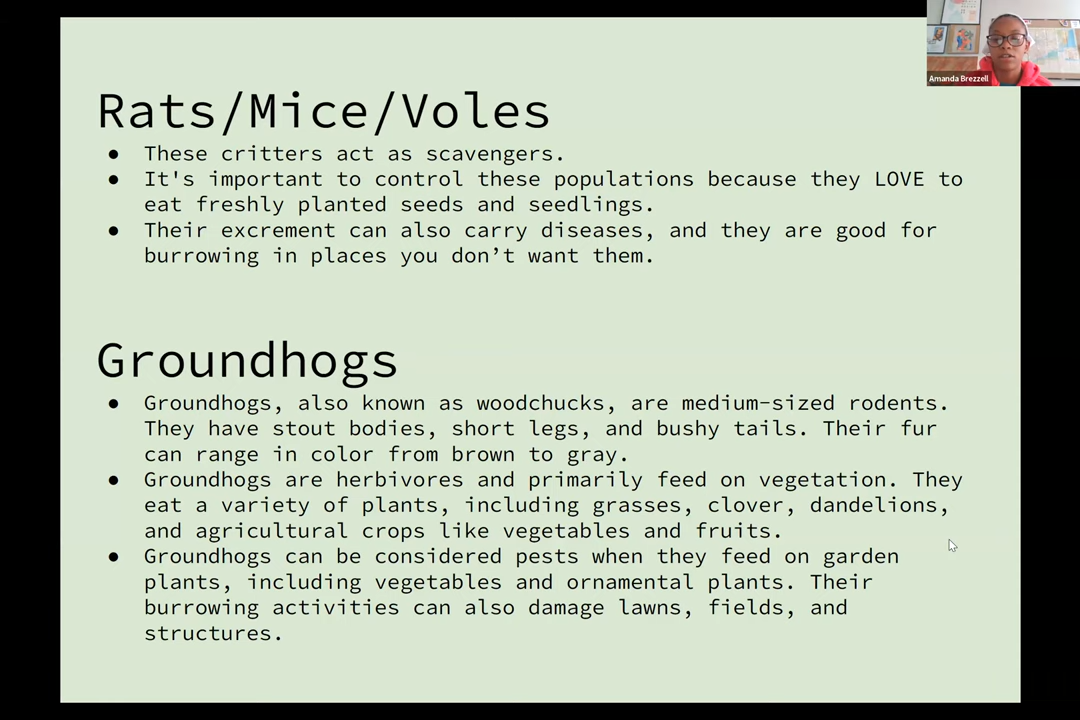 Amanda Brezzell
Rats/Mice/Voles
● These critters act as scavengers.
● It's important to control these populations because they LOVE to
eat freshly planted seeds and seedlings.
● Their excrement can also carry diseases, and they are good for
burrowing in places you don’t want them.
Groundhogs
● Groundhogs, also known as woodchucks, are medium-sized rodents.
They have stout bodies, short legs, and bushy tails. Their fur
can range in color from brown to gray.
● Groundhogs are herbivores and primarily feed on vegetation. They
eat a variety of plants, including grasses, clover, dandelions,
and agricultural crops like vegetables and fruits.
● Groundhogs can be considered pests when they feed on garden
plants, including vegetables and ornamental plants. Their
burrowing activities can also damage lawns, fields, and
structures.